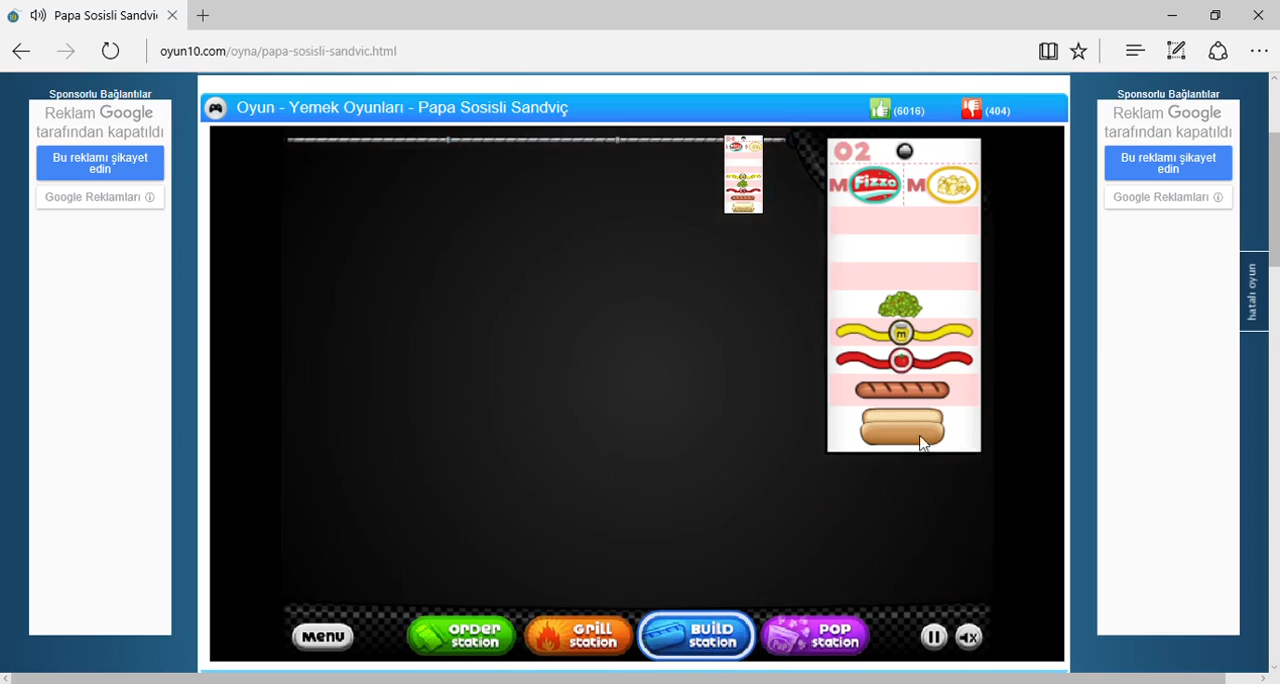 Papa Sosisli Sandvi
oyun10.com/oyna/papa-sosisli-sandvic.html
Sponsorlu Bağlantılar
Reklam Google
tarafından kapatıldı
Bu reklamı şikayet
edin
Google Reklamları
Oyun - Yemek Oyunları - Papa Sosisli Sandviç
(6016)
(404)
02
M Fizzo M
m
Menu
ORDER
station
GRILL
station
BUILD
station
POP
station
Sponsorlu Bağlantılar
Reklam Google
tarafından kapatıldı
Bu reklamı şikayet
edin
Google Reklamları
hatalı oyun